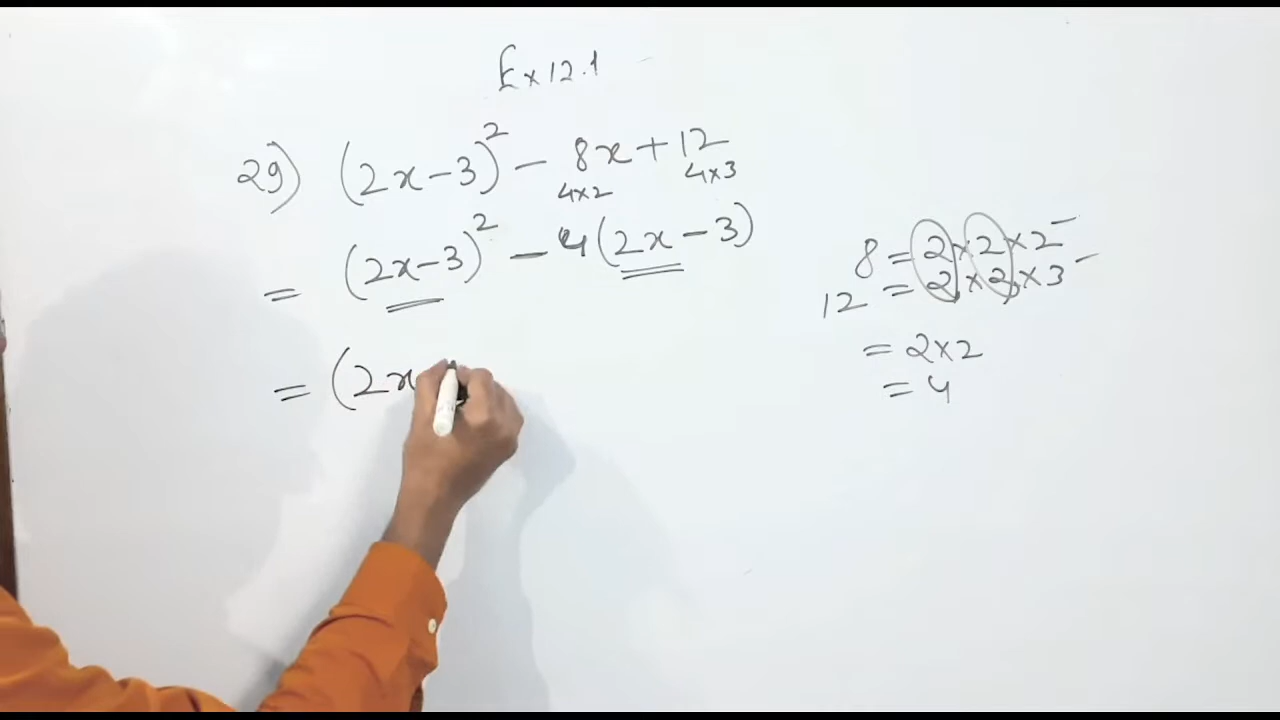 Ex 12.1
29) (2x-3)² - 8x+12
4×2 4×3
= (2x-3)² - 4(2x-3)
= (2x
8 = 2×2×2
12 = 2×2×3
= 2×2
= 4